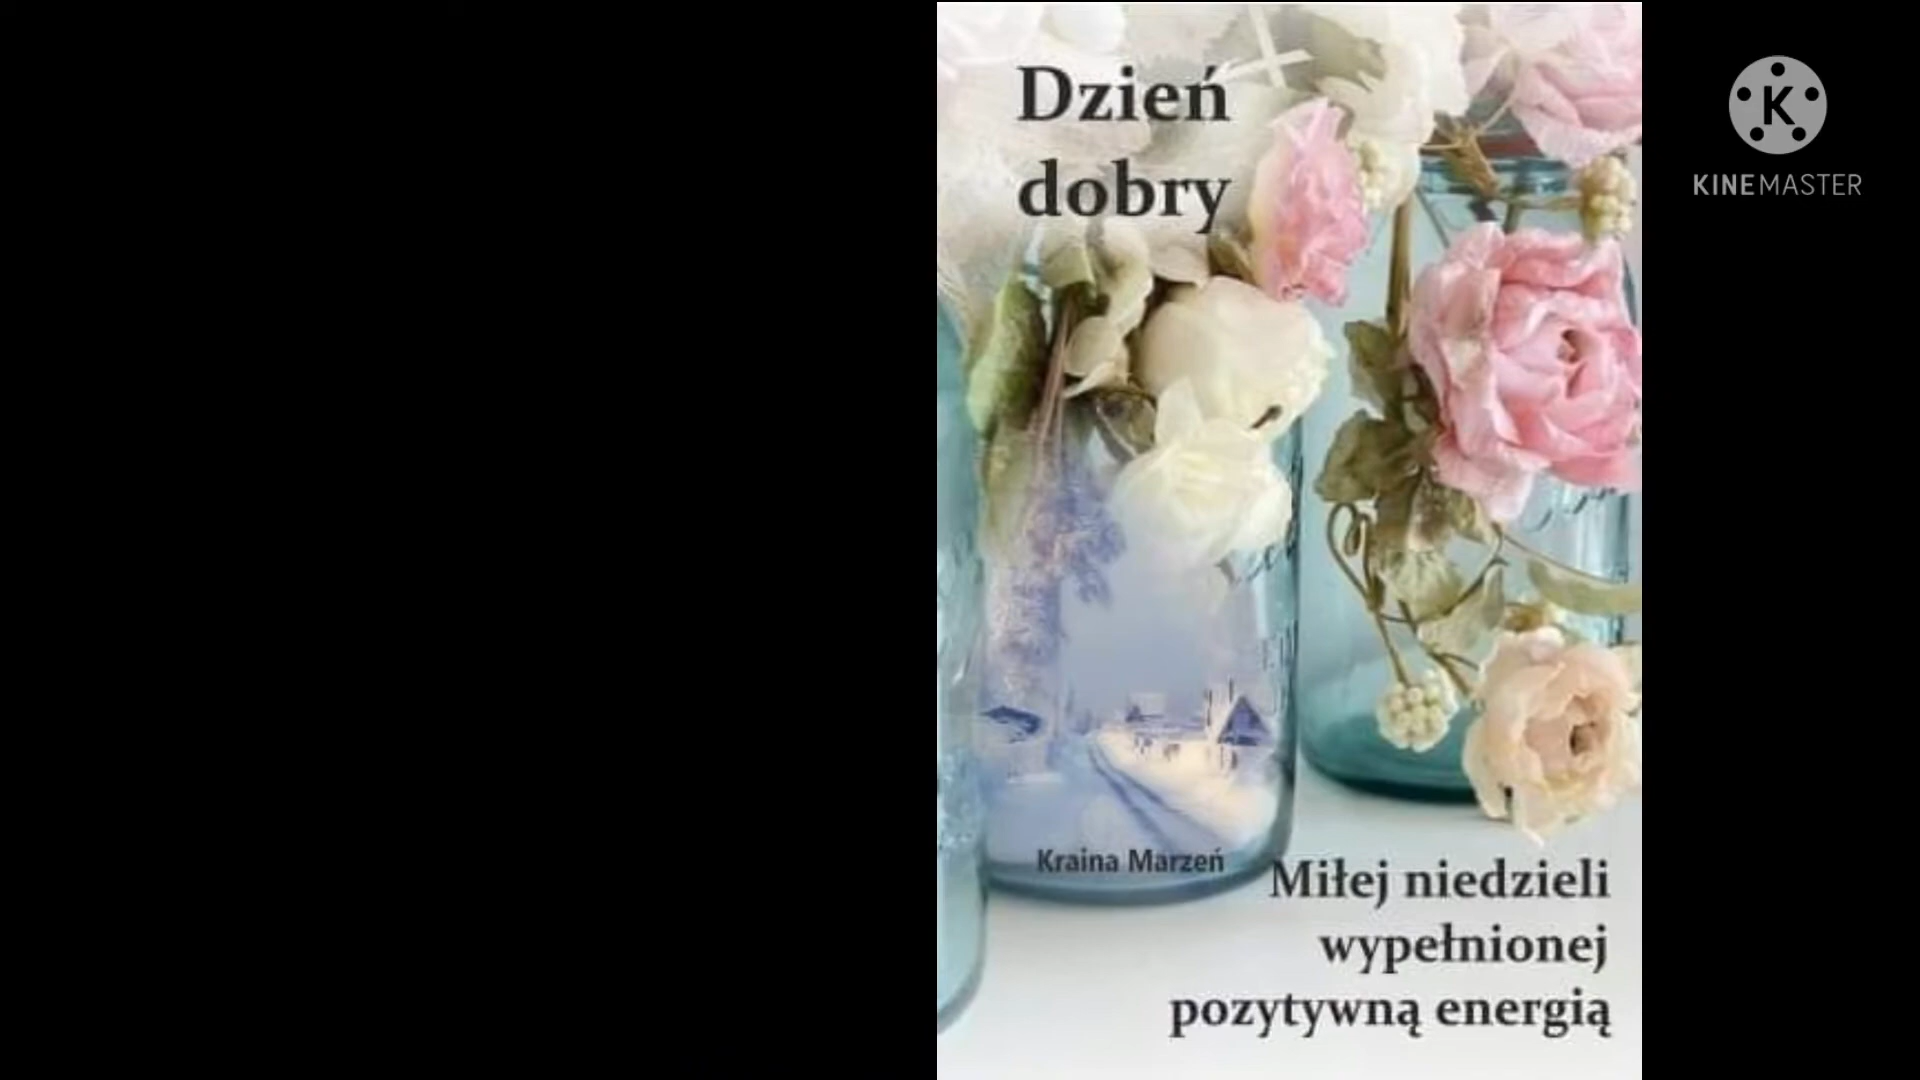 Dzień
dobry
K
KINEMASTER
Kraina Marzeń
Miłej niedzieli
wypełnionej
pozytywną energią